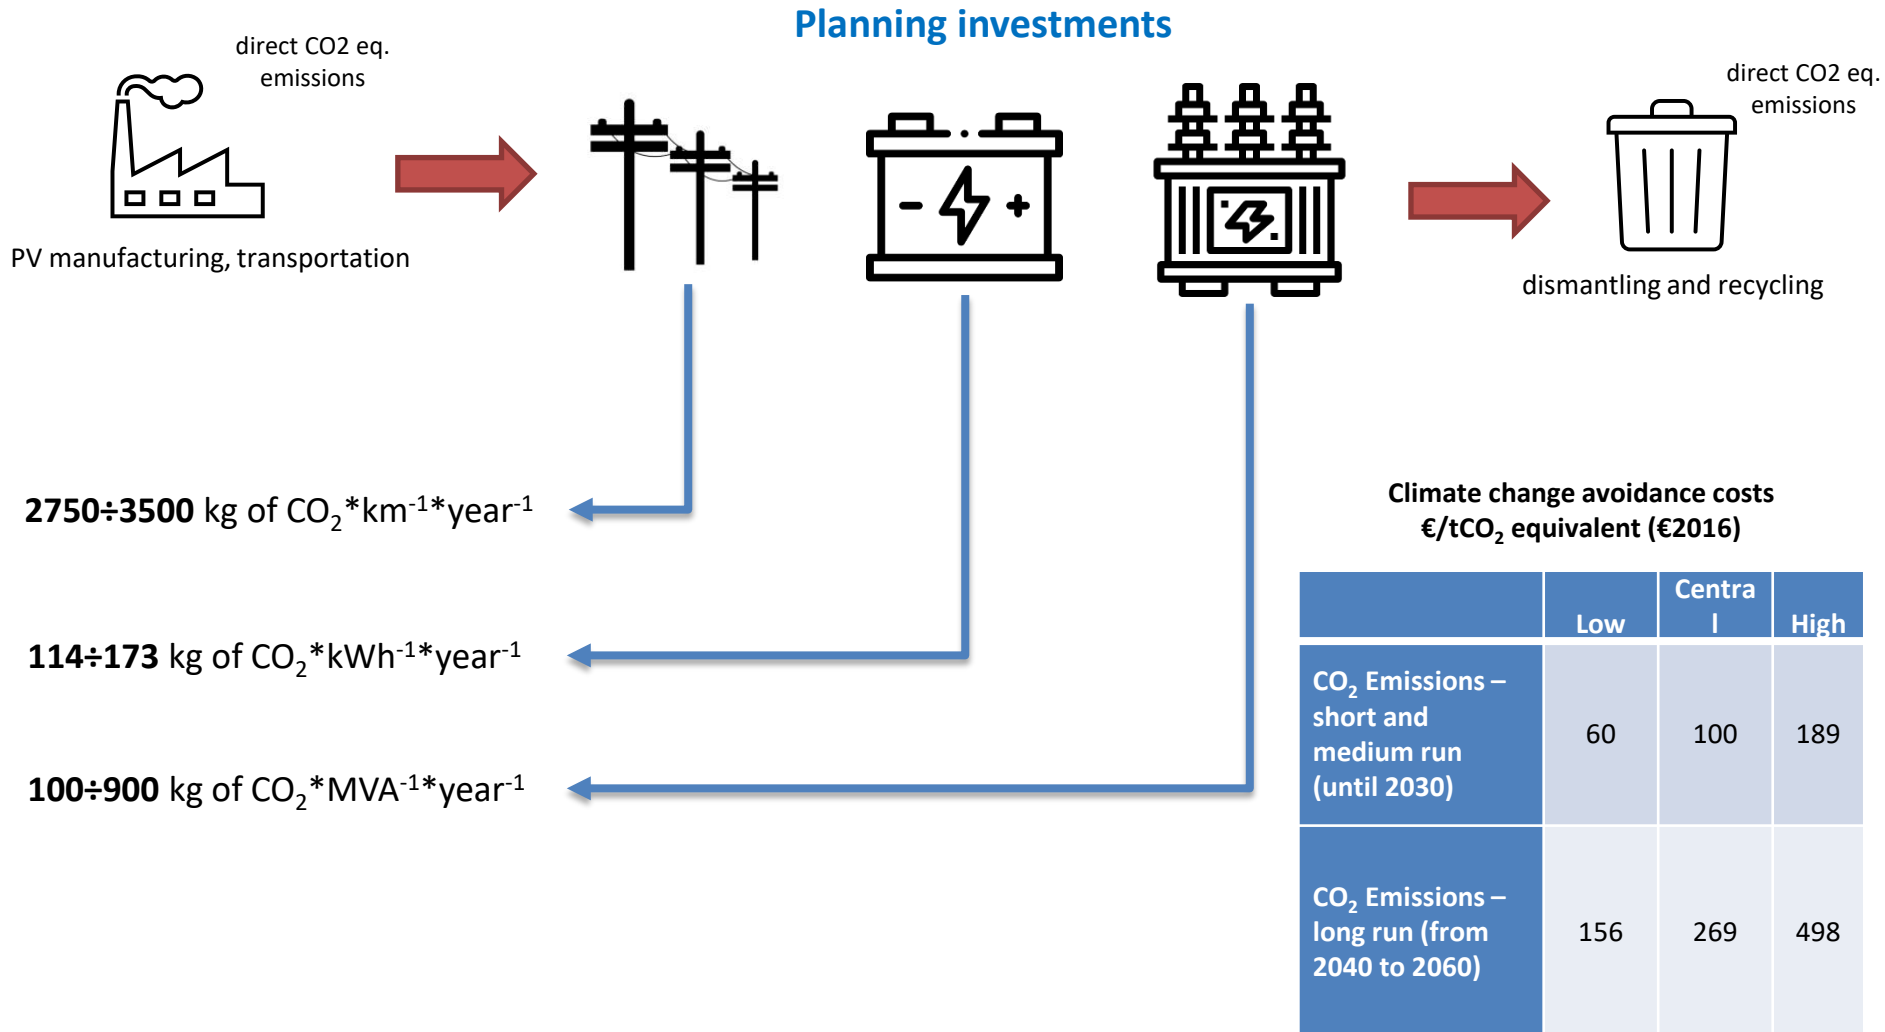 Planning investments
direct CO2 eq.
emissions
direct CO2 eq.
emissions
PV manufacturing, transportation
dismantling and recycling
2750÷3500 kg of CO₂*km⁻¹*year⁻¹
114÷173 kg of CO₂*kWh⁻¹*year⁻¹
100÷900 kg of CO₂*MVA⁻¹*year⁻¹
Climate change avoidance costs
€/tCO₂ equivalent (€2016)
Low
Centra
l
High
CO₂ Emissions –
short and
medium run
(until 2030)
60 100 189
CO₂ Emissions –
long run (from
2040 to 2060)
156 269 498